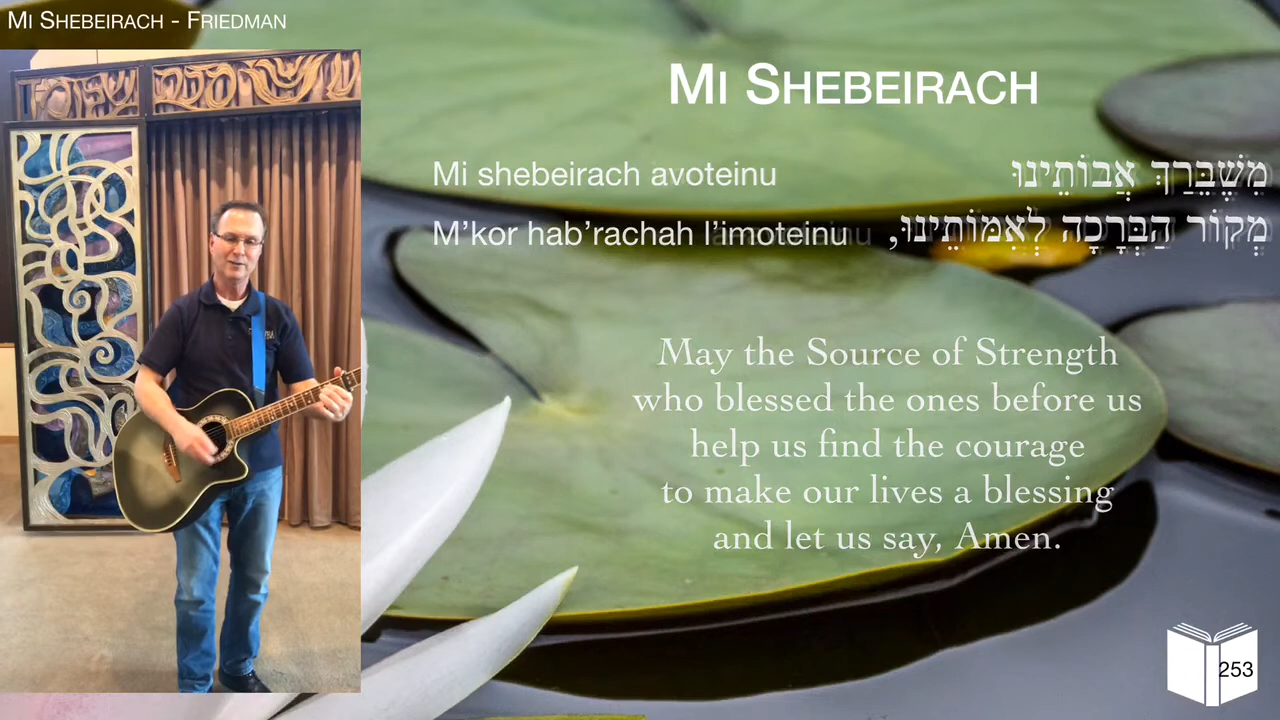 MI SHEBEIRACH - FRIEDMAN
MI SHEBEIRACH
Mi shebeirach avoteinu
מִשֶּׁבֵּרַךְ אֲבוֹתֵינוּ
M’kor hab’rachah l’imoteinu
מְקוֹר הַבְּרָכָה לְאִמּוֹתֵינוּ,
May the Source of Strength
who blessed the ones before us
help us find the courage
to make our lives a blessing
and let us say, Amen.
253